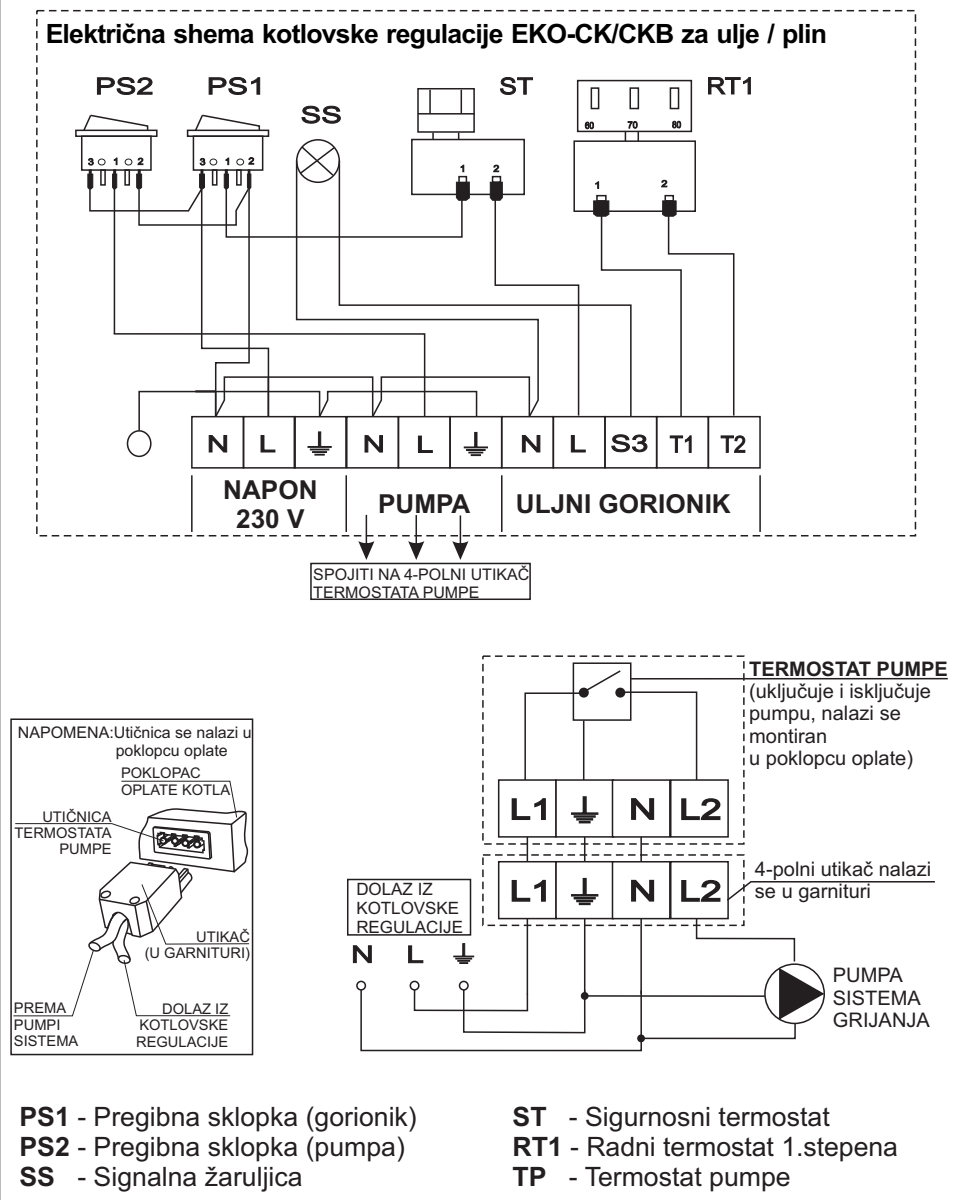 Električna shema kotlovske regulacije EKO-CK/CKB za ulje / plin
PS2
PS1
SS
ST
RT1
3 1 2
3 1 2
1 2
60 70 80
1 2
N L N L N L S3 T1 T2
NAPON
230 V
PUMPA
ULJNI GORIONIK
SPOJITI NA 4-POLNI UTIKAČ
TERMOSTATA PUMPE
TERMOSTAT PUMPE
(uključuje i isključuje
pumpu, nalazi se
montiran
u poklopcu oplate)
L1 N L2
L1 N L2
4-polni utikač nalazi
se u garnituri
DOLAZ IZ
KOTLOVSKE
REGULACIJE
N L
PUMPA
SISTEMA
GRIJANJA
NAPOMENA:Utičnica se nalazi u
poklopcu oplate
POKLOPAC
OPLATE KOTLA
UTIČNICA
TERMOSTATA
PUMPE
UTIKAČ
(U GARNITURI)
PREMA
PUMPI
SISTEMA
DOLAZ IZ
KOTLOVSKE
REGULACIJE
PS1 - Pregibna sklopka (gorionik)
PS2 - Pregibna sklopka (pumpa)
SS - Signalna žaruljica
ST - Sigurnosni termostat
RT1 - Radni termostat 1.stepena
TP - Termostat pumpe